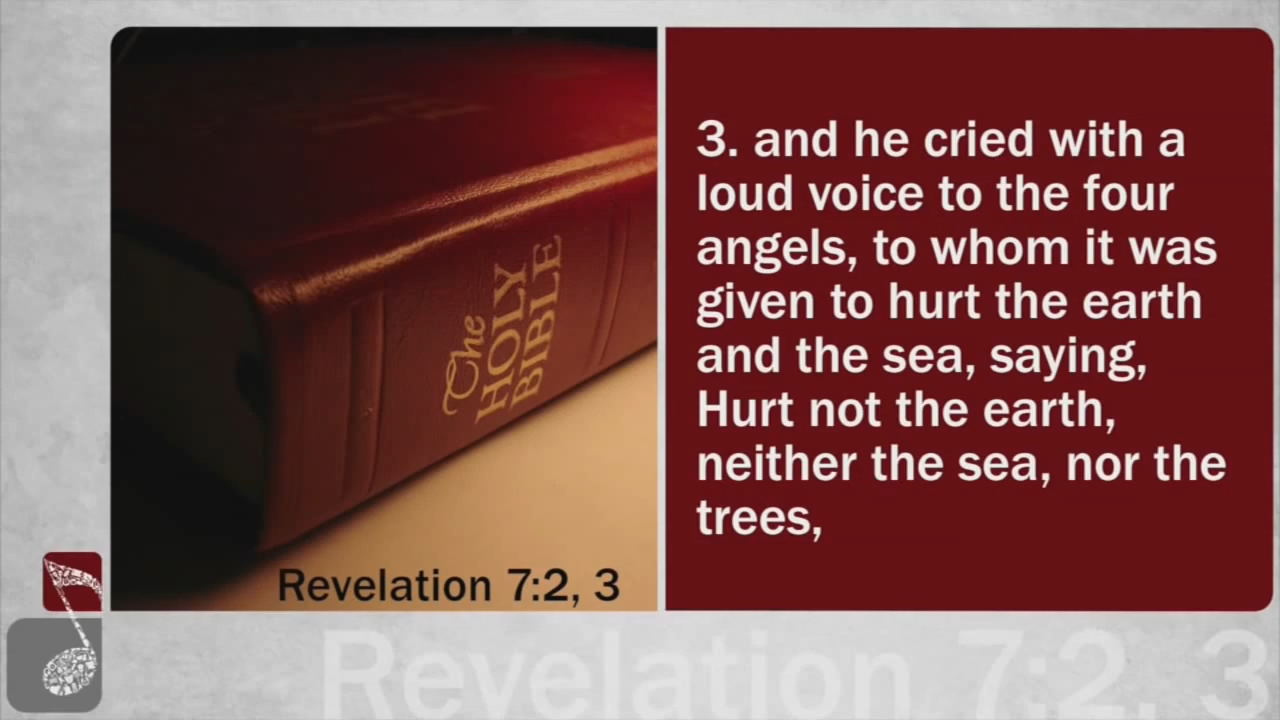 The
HOLY
BIBLE
Revelation 7:2, 3
3. and he cried with a
loud voice to the four
angels, to whom it was
given to hurt the earth
and the sea, saying,
Hurt not the earth,
neither the sea, nor the
trees,
Revelation 7:2, 3